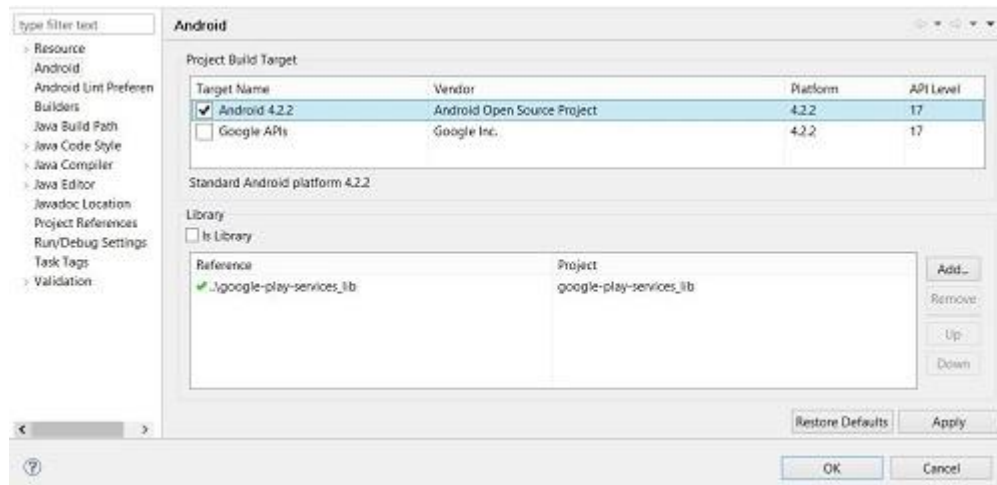 type filter text
Resource
Android
Android Lint Preferen
Builders
Java Build Path
Java Code Style
Java Compiler
Java Editor
Javadoc Location
Project References
Run/Debug Settings
Task Tags
Validation
Android
Project Build Target
Target Name Vendor Platform API Level
Android 4.2.2 Android Open Source Project 4.2.2 17
Google APIs Google Inc. 4.2.2 17
Standard Android platform 4.2.2
Library
Is Library
Reference Project
..\google-play-services_lib google-play-services_lib
Add...
Remove
Up
Down
Restore Defaults Apply
OK Cancel